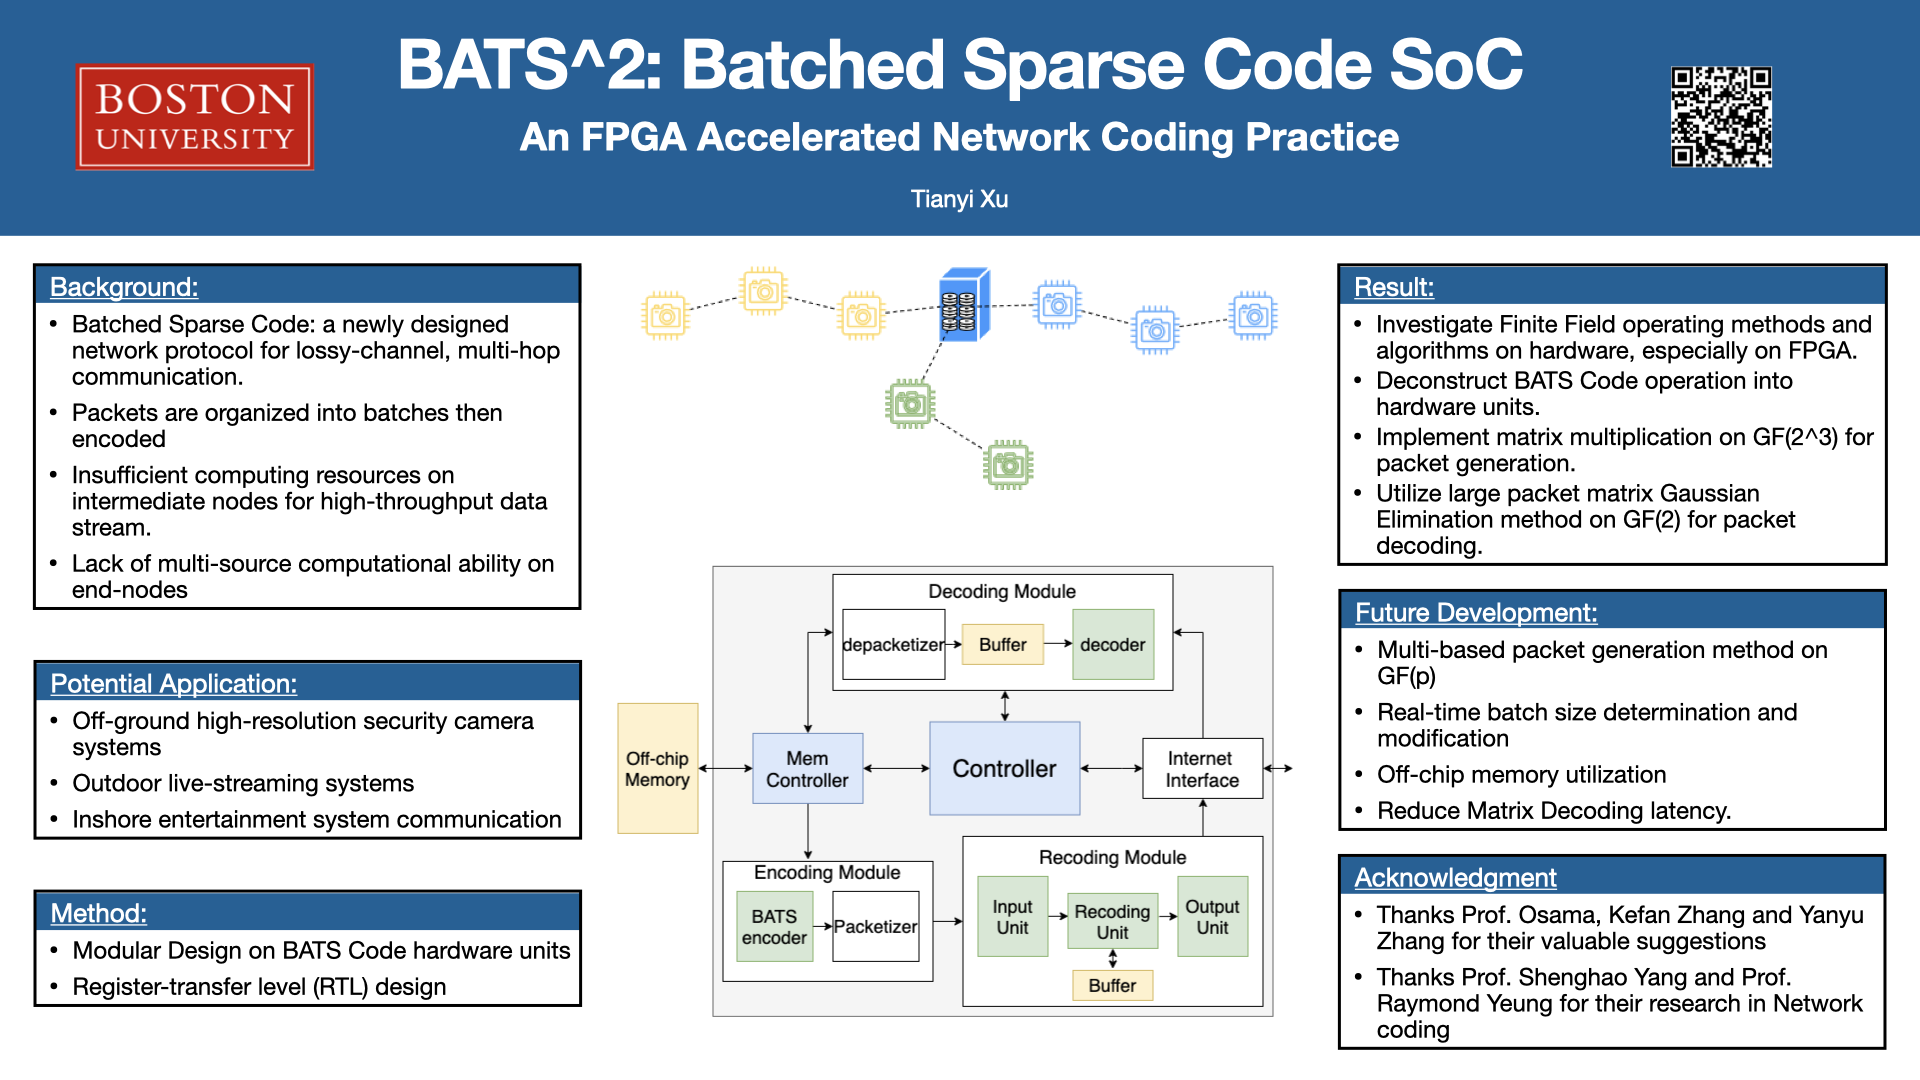 BOSTON
UNIVERSITY
BATS^2: Batched Sparse Code SoC
An FPGA Accelerated Network Coding Practice
Tianyi Xu
Background:
• Batched Sparse Code: a newly designed
network protocol for lossy-channel, multi-hop
communication.
• Packets are organized into batches then
encoded
• Insufficient computing resources on
intermediate nodes for high-throughput data
stream.
• Lack of multi-source computational ability on
end-nodes
Potential Application:
• Off-ground high-resolution security camera
systems
• Outdoor live-streaming systems
• Inshore entertainment system communication
Method:
• Modular Design on BATS Code hardware units
• Register-transfer level (RTL) design
Decoding Module
depacketizer
Buffer
decoder
Off-chip
Memory
Mem
Controller
Controller
Internet
Interface
Encoding Module
BATS
encoder
Packetizer
Recoding Module
Input
Unit
Recoding
Unit
Output
Unit
Buffer
Result:
• Investigate Finite Field operating methods and
algorithms on hardware, especially on FPGA.
• Deconstruct BATS Code operation into
hardware units.
• Implement matrix multiplication on GF(2^3) for
packet generation.
• Utilize large packet matrix Gaussian
Elimination method on GF(2) for packet
decoding.
Future Development:
• Multi-based packet generation method on
GF(p)
• Real-time batch size determination and
modification
• Off-chip memory utilization
• Reduce Matrix Decoding latency.
Acknowledgment
• Thanks Prof. Osama, Kefan Zhang and Yanyu
Zhang for their valuable suggestions
• Thanks Prof. Shenghao Yang and Prof.
Raymond Yeung for their research in Network
coding